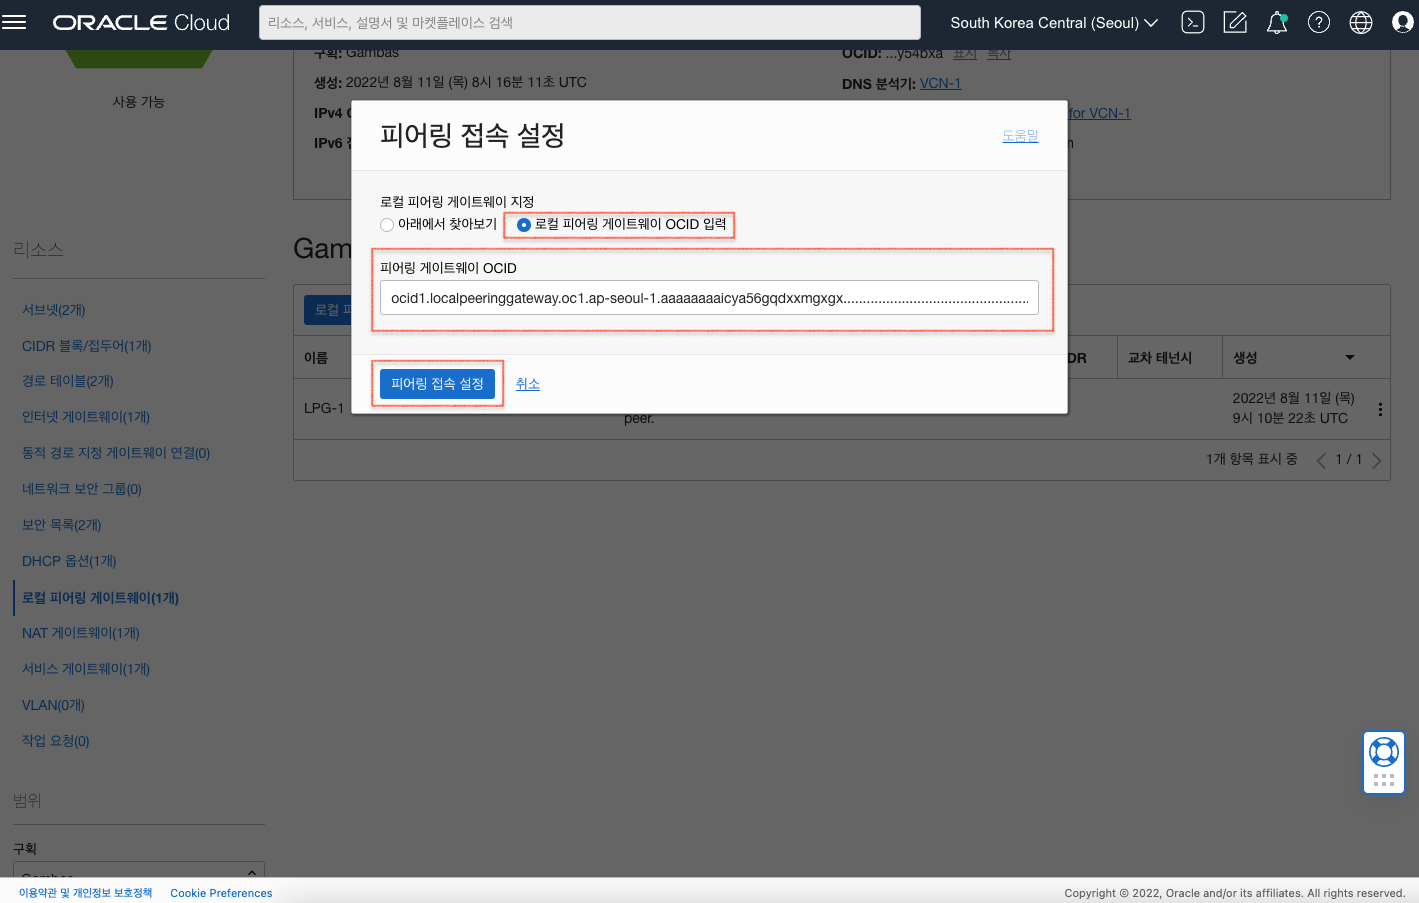 ORACLE Cloud
리소스, 서비스, 설명서 및 마켓플레이스 검색
South Korea Central (Seoul)
구획: Gambas
OCID: ...y54bxa 표시 복사
생성: 2022년 8월 11일 (목) 8시 16분 11초 UTC
DNS 분석기: VCN-1
사용 가능
IPv4
for VCN-1
IPv6
피어링 접속 설정
도움말
로컬 피어링 게이트웨이 지정
아래에서 찾아보기
로컬 피어링 게이트웨이 OCID 입력
피어링 게이트웨이 OCID
ocid1.localpeeringgateway.oc1.ap-seoul-1.aaaaaaaaicya56gqdxxmgxgx.................................................
피어링 접속 설정
취소
리소스
서브넷(2개)
CIDR 블록/접두어(1개)
경로 테이블(2개)
인터넷 게이트웨이(1개)
동적 경로 지정 게이트웨이 연결(0)
네트워크 보안 그룹(0)
보안 목록(2개)
DHCP 옵션(1개)
로컬 피어링 게이트웨이(1개)
NAT 게이트웨이(1개)
서비스 게이트웨이(1개)
VLAN(0개)
작업 요청(0)
범위
구획
Gam
로컬
이름
DR
교차 테넌시
생성
LPG-1
peer.
2022년 8월 11일 (목)
9시 10분 22초 UTC
1개 항목 표시 중
1 / 1
이용약관 및 개인정보 보호정책
Cookie Preferences
Copyright © 2022, Oracle and/or its affiliates. All rights reserved.